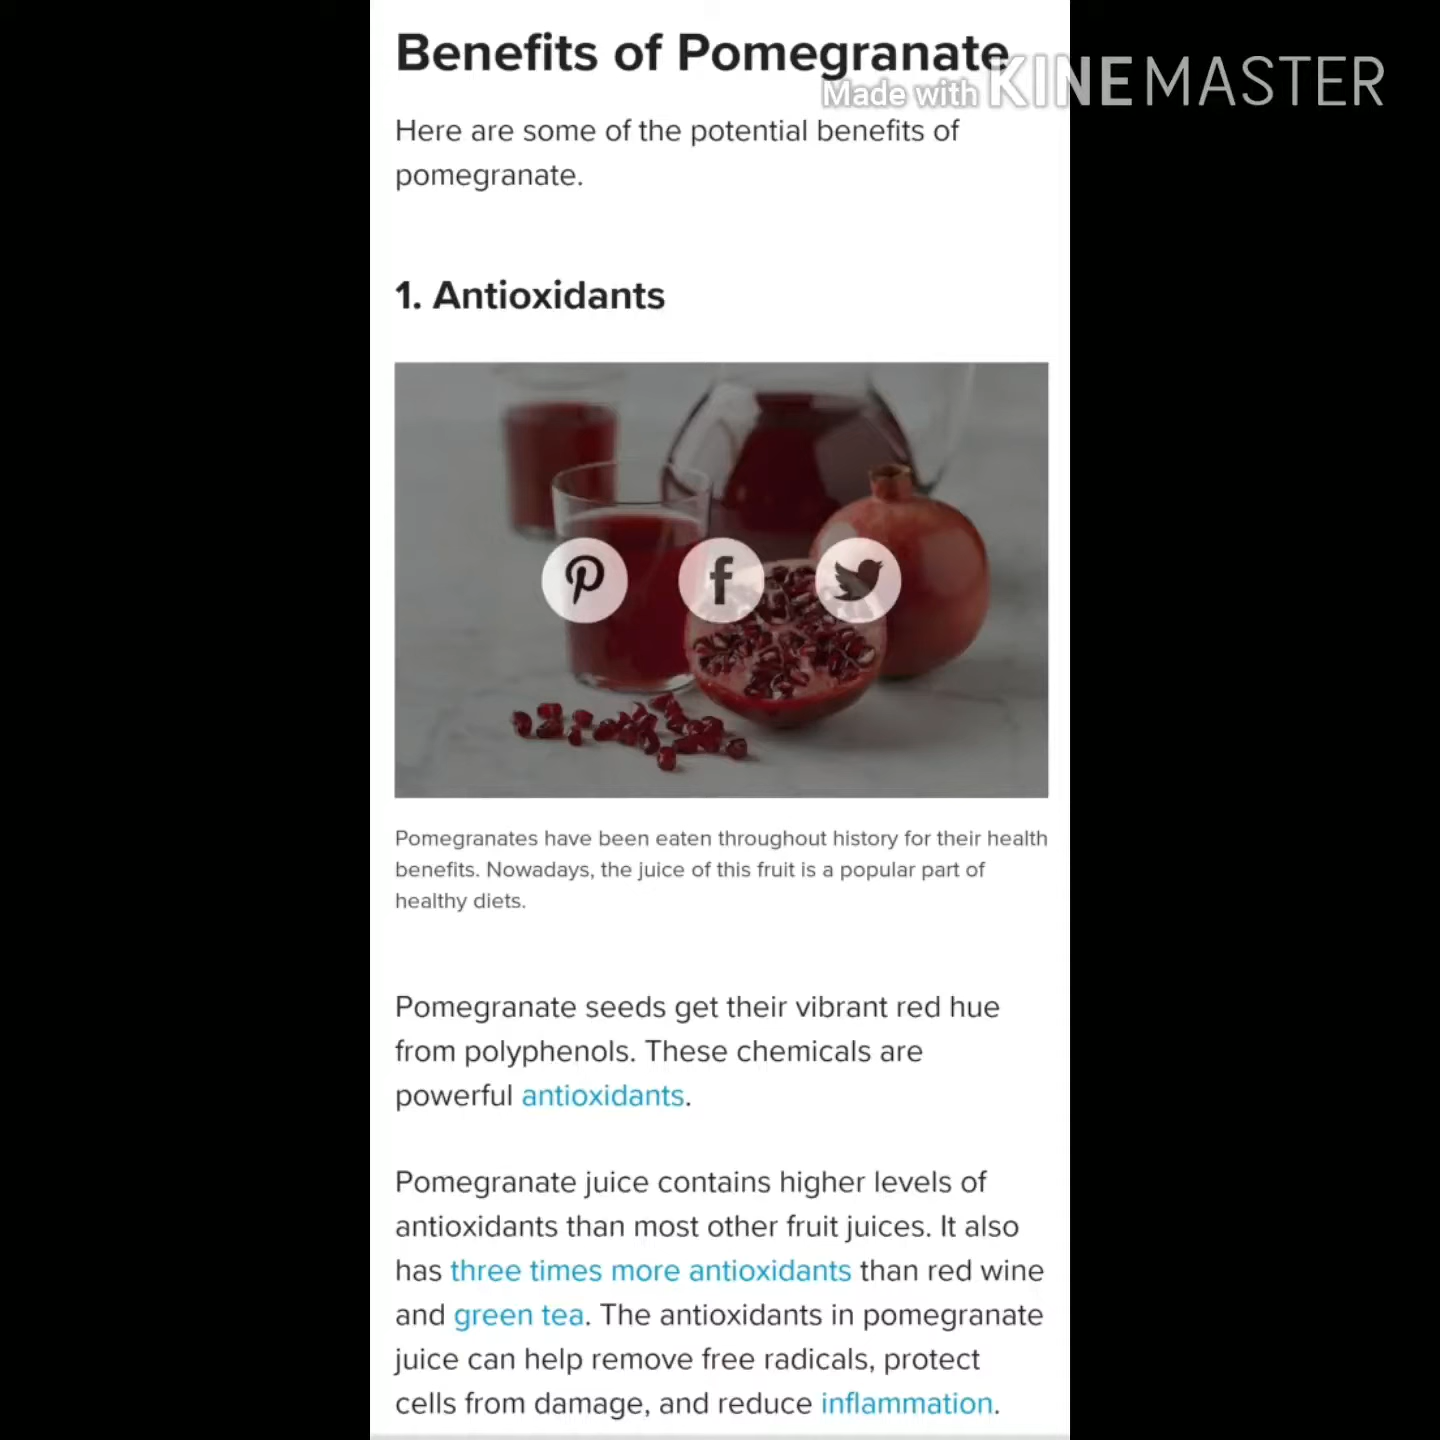 Benefits of Pomegranate
Made with KINEMASTER
Here are some of the potential benefits of
pomegranate.
1. Antioxidants
Pomegranates have been eaten throughout history for their health
benefits. Nowadays, the juice of this fruit is a popular part of
healthy diets.
Pomegranate seeds get their vibrant red hue
from polyphenols. These chemicals are
powerful antioxidants.
Pomegranate juice contains higher levels of
antioxidants than most other fruit juices. It also
has three times more antioxidants than red wine
and green tea. The antioxidants in pomegranate
juice can help remove free radicals, protect
cells from damage, and reduce inflammation.